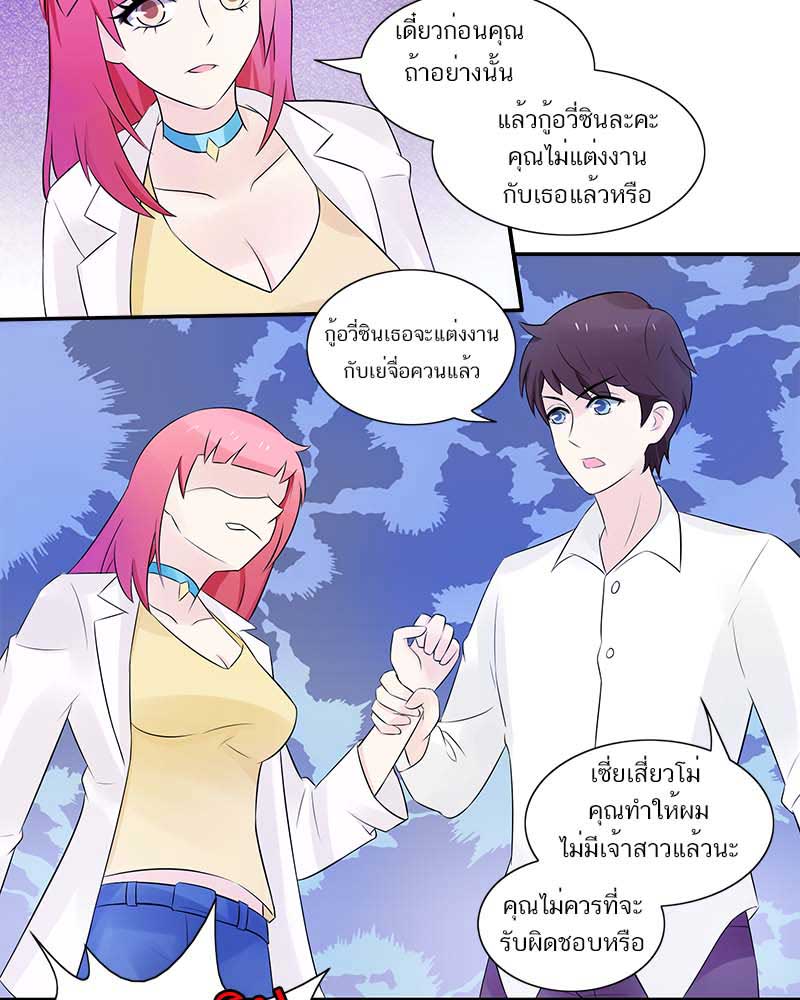 เดี๋ยวก่อนคุณ
ถ้าอย่างนั้น
แล้วกู้อวี่ซินละคะ
คุณไม่แต่งงาน
กับเธอแล้วหรือ
กู้อวี่ซินเธอจะแต่งงาน
กับเย่จื่อควนแล้ว
เซี่ยเสี่ยวโม่
คุณทำให้ผม
ไม่มีเจ้าสาวแล้วนะ
คุณไม่ควรที่จะ
รับผิดชอบหรือ